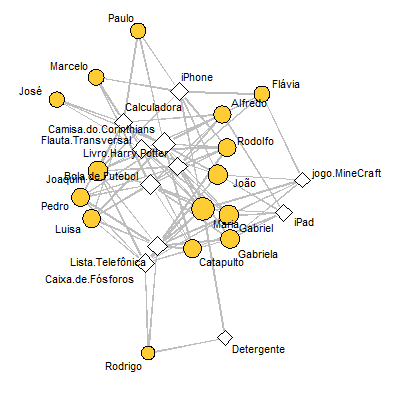 Paulo
Marcelo
iPhone
José
Flávia
Calculadora
Alfredo
Camisa.do.Corinthians
Flauta.Transversal
Rodolfo
Livro.Harry.Potter
Bola.de.Futebol
Joaquim
João
jogo.MineCraft
Pedro
Maria
iPad
Luisa
Gabriel
Lista.Telefônica
Catapulto
Gabriela
Caixa.de.Fósforos
Detergente
Rodrigo